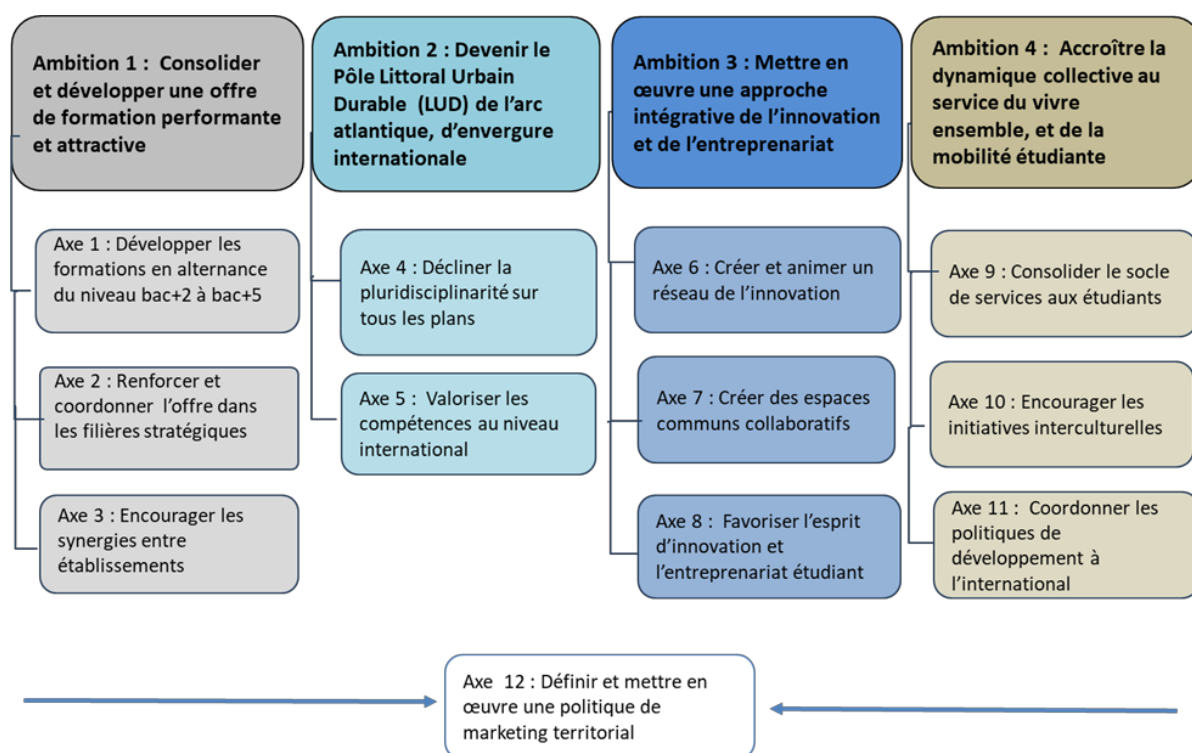 Ambition 1 : Consolider
et développer une offre
de formation performante
et attractive
Axe 1 : Développer les
formations en alternance
du niveau bac+2 à bac+5
Axe 2 : Renforcer et
coordonner l’offre dans
les filières stratégiques
Axe 3 : Encourager les
synergies entre
établissements
Ambition 2 : Devenir le
Pôle Littoral Urbain
Durable (LUD) de l’arc
atlantique, d’envergure
internationale
Axe 4 : Décliner la
pluridisciplinarité sur
tous les plans
Axe 5 : Valoriser les
compétences au niveau
international
Ambition 3 : Mettre en
œuvre une approche
intégrative de l’innovation
et de l’entreprenariat
Axe 6 : Créer et animer un
réseau de l’innovation
Axe 7 : Créer des espaces
communs collaboratifs
Axe 8 : Favoriser l’esprit
d’innovation et
l’entreprenariat étudiant
Ambition 4 : Accroître la
dynamique collective au
service du vivre
ensemble, et de la
mobilité étudiante
Axe 9 : Consolider le socle
de services aux étudiants
Axe 10 : Encourager les
initiatives interculturelles
Axe 11 : Coordonner les
politiques de
développement à
l’international
Axe 12 : Définir et mettre en
œuvre une politique de
marketing territorial